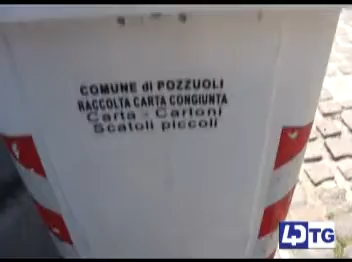 COMUNE di POZZUOLI
RACCOLTA CARTA CONGIUNTA
Carta - Cartoni
Scatoli piccoli
TG